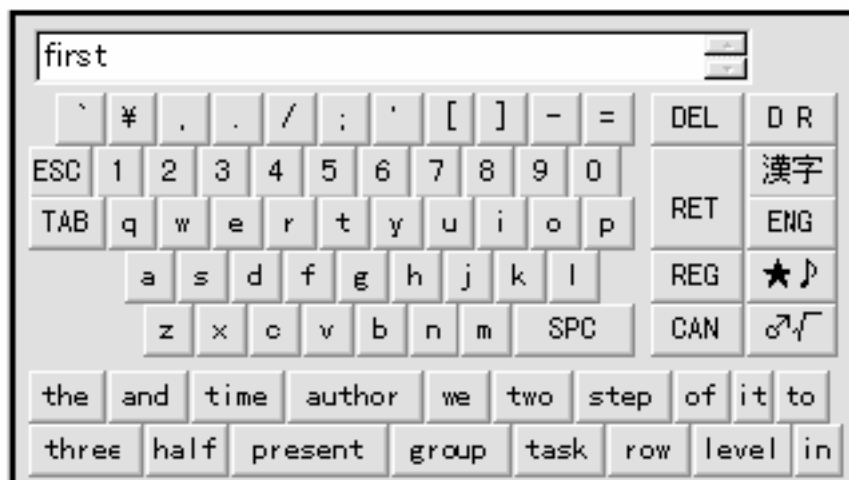 first
` ¥ , . / ; ' [ ] - = DEL D R
ESC 1 2 3 4 5 6 7 8 9 0 漢字
TAB q w e r t y u i o p RET ENG
a s d f g h j k l REG ★♪
z x c v b n m SPC CAN ♂√
the and time author we two step of it to
three half present group task row level in